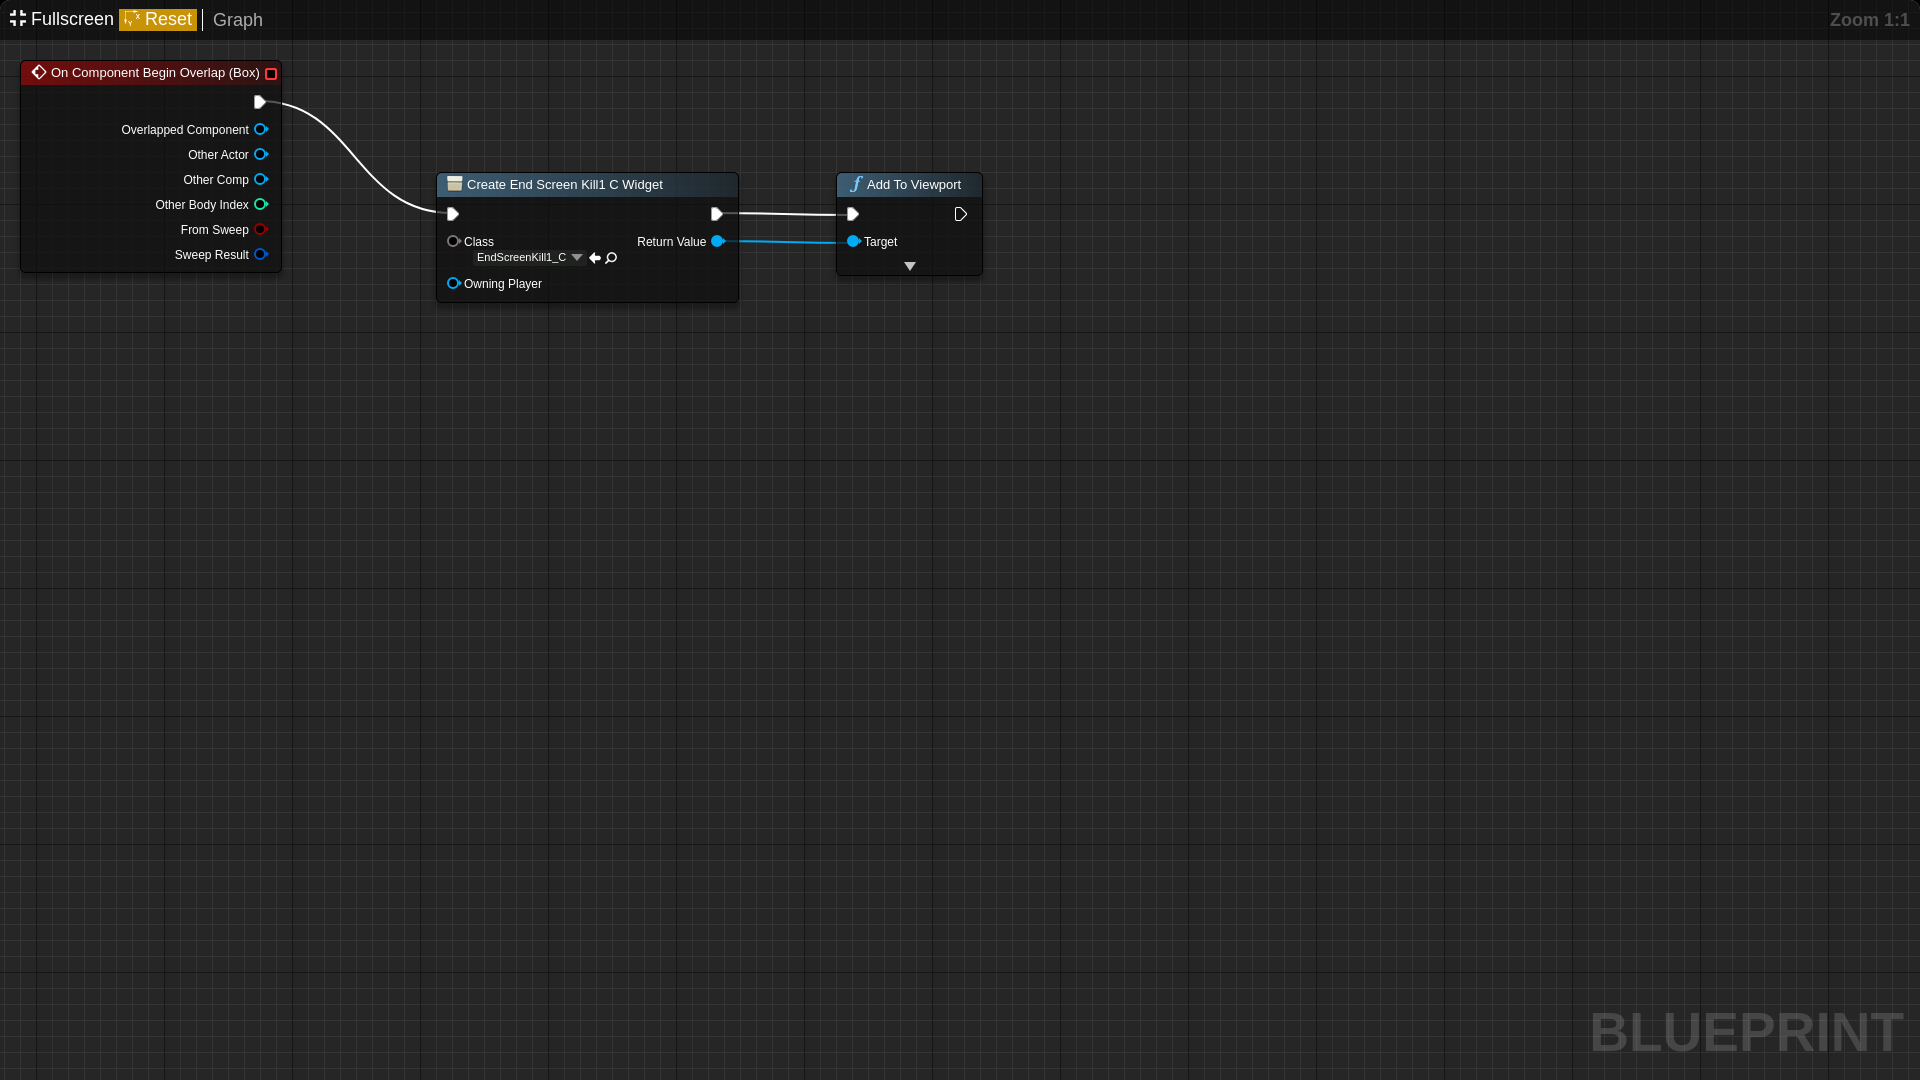 Fullscreen Reset Graph Zoom 1:1
On Component Begin Overlap (Box)
Overlapped Component
Other Actor
Other Comp
Other Body Index
From Sweep
Sweep Result
Create End Screen Kill1 C Widget
Class
Return Value
EndScreenKill1_C
Owning Player
Add To Viewport
Target
BLUEPRINT